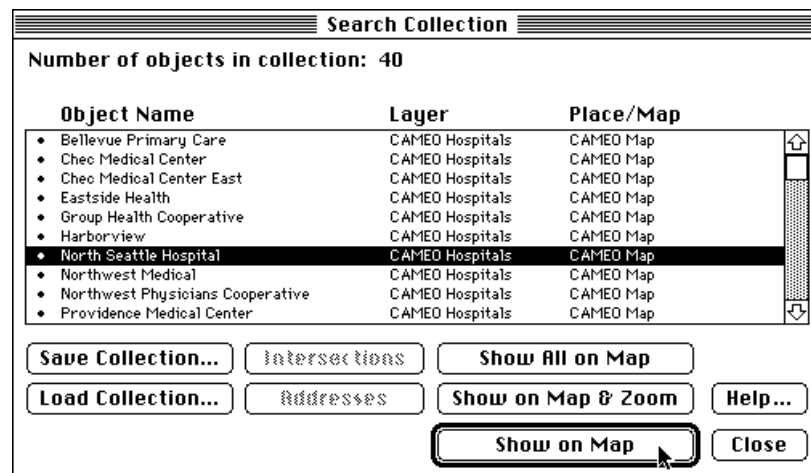 Search Collection
Number of objects in collection: 40
Object Name Layer Place/Map
• Bellevue Primary Care CAMEO Hospitals CAMEO Map
• Chec Medical Center CAMEO Hospitals CAMEO Map
• Chec Medical Center East CAMEO Hospitals CAMEO Map
• Eastside Health CAMEO Hospitals CAMEO Map
• Group Health Cooperative CAMEO Hospitals CAMEO Map
• Harborview CAMEO Hospitals CAMEO Map
• North Seattle Hospital CAMEO Hospitals CAMEO Map
• Northwest Medical CAMEO Hospitals CAMEO Map
• Northwest Physicians Cooperative CAMEO Hospitals CAMEO Map
• Providence Medical Center CAMEO Hospitals CAMEO Map
Save Collection... Intersections Show All on Map
Load Collection... Addresses Show on Map & Zoom Help...
Show on Map Close